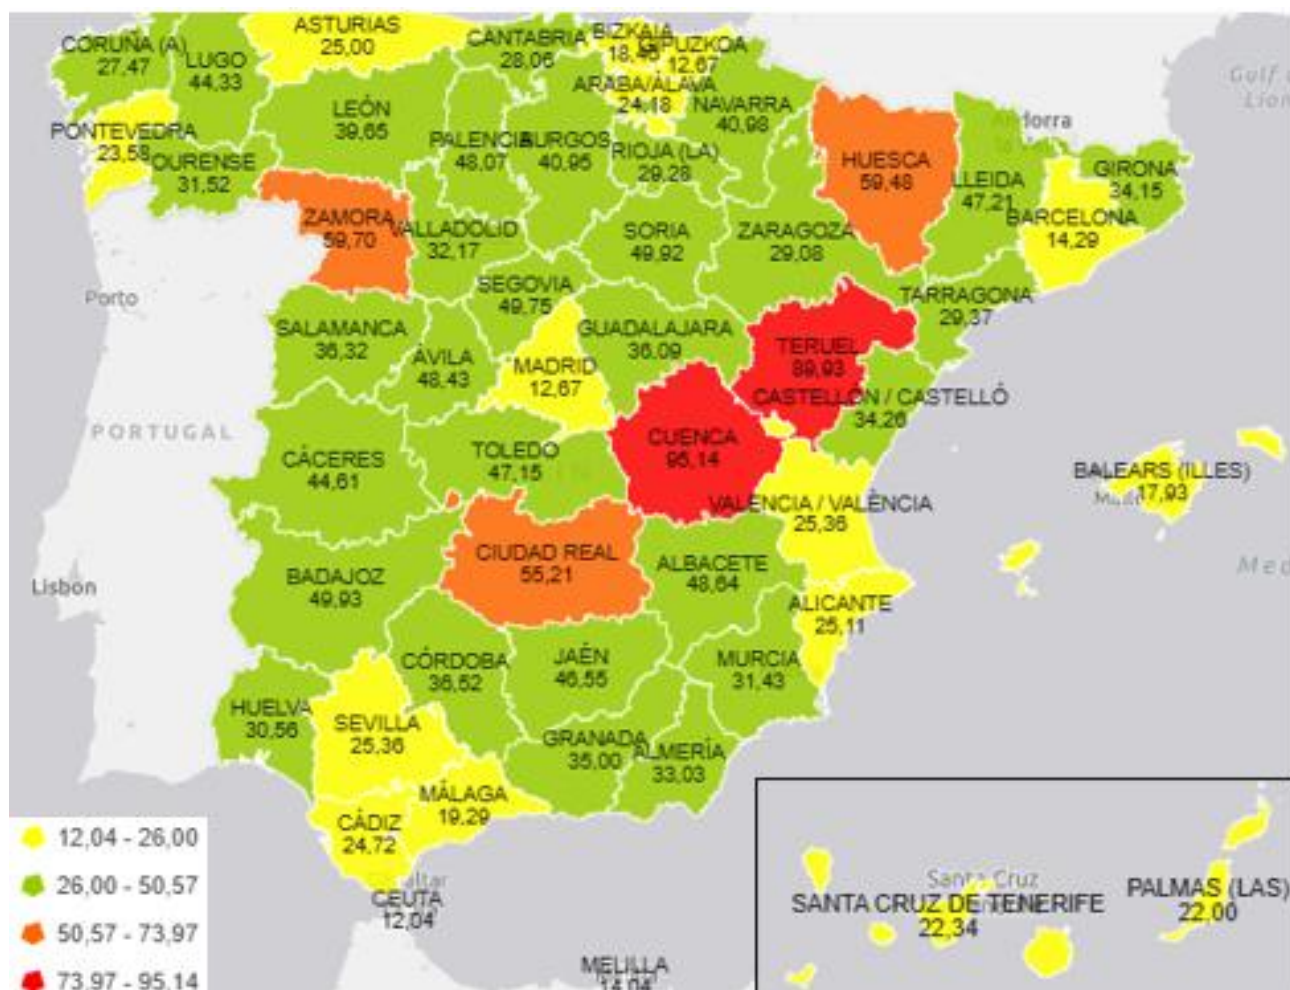 ASTURIAS
25,00
CORUÑA (A)
27,47
LUGO
44,33
CANTABRIA
28,06
BIZKAIA
18,46
GIPUZKOA
12,67
ARABA/ÁLAVA
24,18
NAVARRA
40,98
LEÓN
39,65
PALENCIA
48,07
BURGOS
40,95
RIOJA (LA)
29,28
PONTEVEDRA
23,58
OURENSE
31,52
HUESCA
59,48
Andorra
LLEIDA
47,21
GIRONA
34,15
BARCELONA
14,29
Gulf
Lion
ZAMORA
59,70
VALLADOLID
32,17
SORIA
49,92
ZARAGOZA
29,08
Porto
SEGOVIA
49,75
TARRAGONA
29,37
SALAMANCA
36,32
ÁVILA
48,43
MADRID
12,67
GUADALAJARA
36,09
TERUEL
89,93
CASTELLÓN / CASTELLÓ
34,26
PORTUGAL
CÁCERES
44,61
TOLEDO
47,15
CUENCA
95,14
BALEARS (ILLES)
17,93
VALENCIA / VALÈNCIA
25,36
Lisbon
BADAJOZ
49,93
CIUDAD REAL
55,21
ALBACETE
48,64
Med
ALICANTE
25,11
CÓRDOBA
36,52
JAÉN
46,55
MURCIA
31,43
HUELVA
30,56
SEVILLA
25,36
GRANADA
35,00
ALMERÍA
33,03
MÁLAGA
19,29
CÁDIZ
24,72
CEUTA
12,04
MELILLA
14,04
Santa Cruz
SANTA CRUZ DE TENERIFE
22,34
PALMAS (LAS)
22,00
12,04 - 26,00
26,00 - 50,57
50,57 - 73,97
73,97 - 95,14